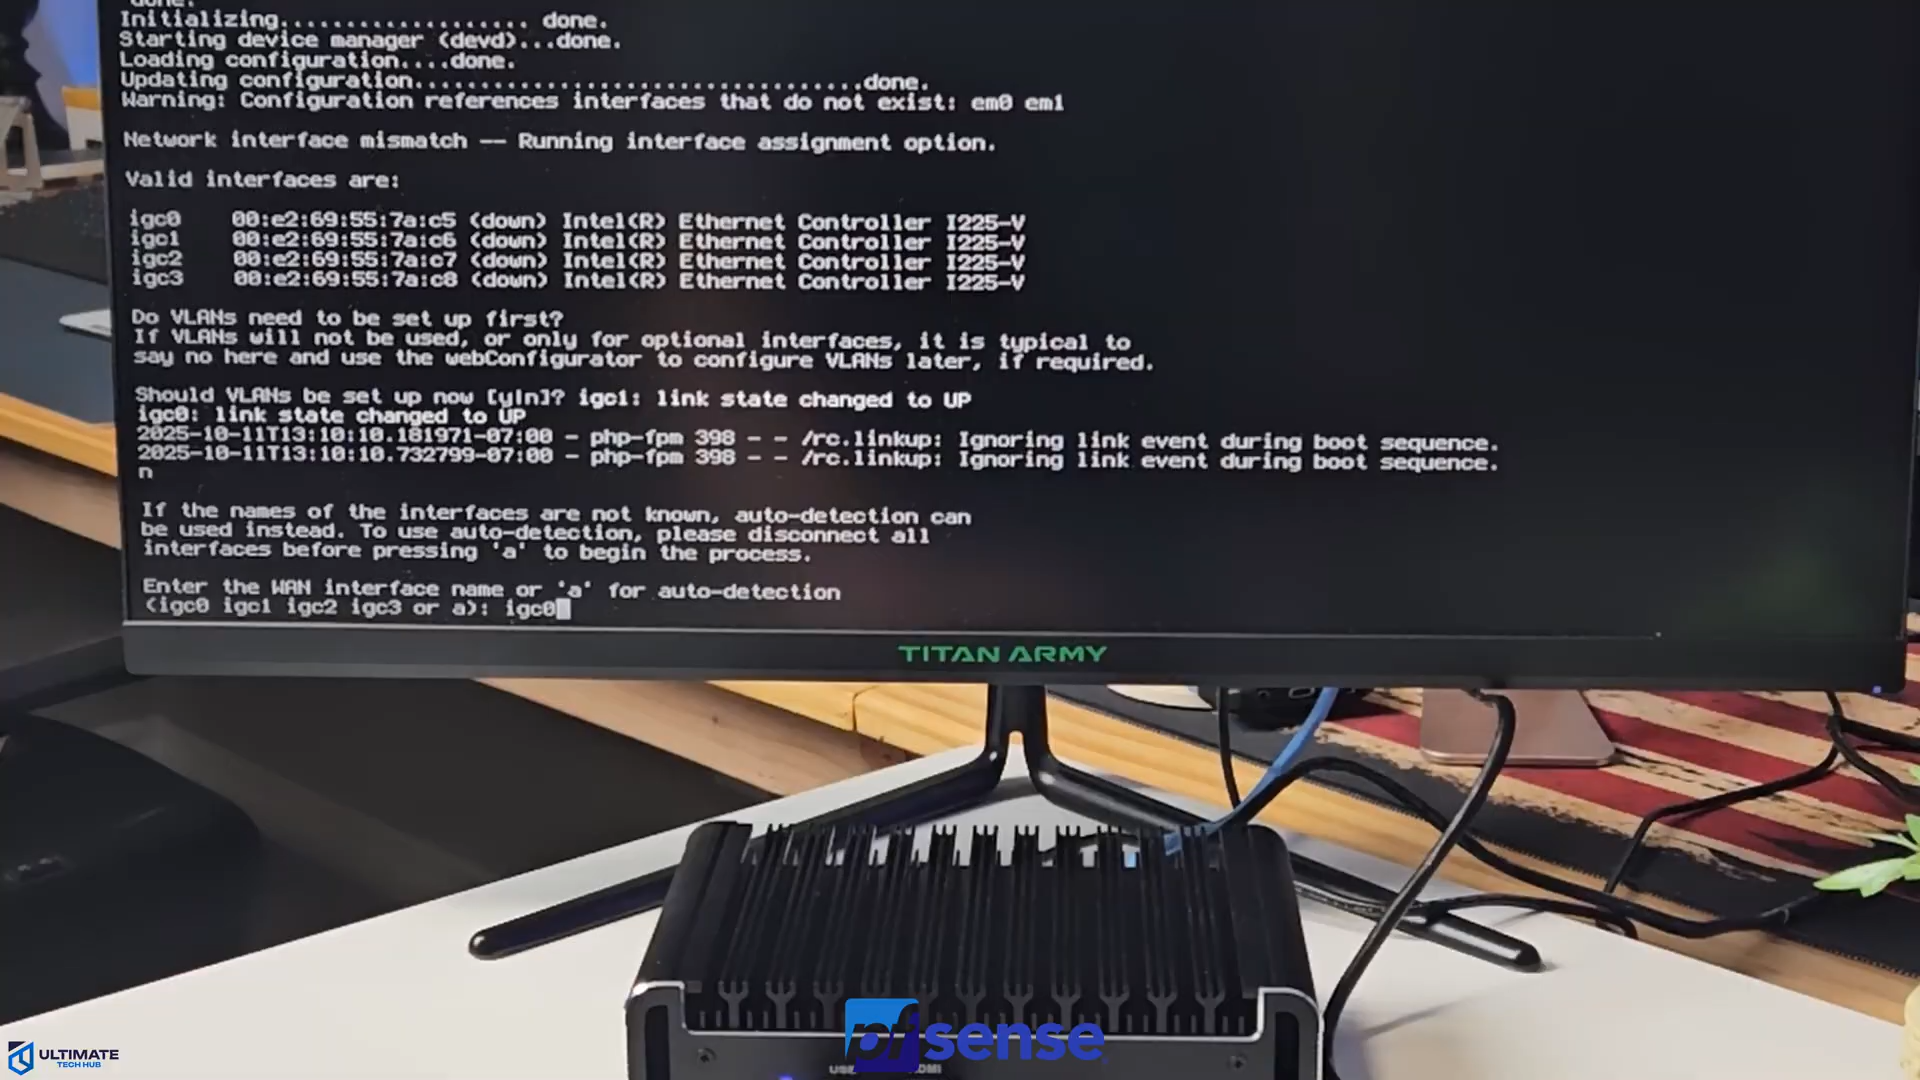 done.
Initializing................... done.
Starting device manager (devd)...done.
Loading configuration....done.
Updating configuration..................................done.
Warning: Configuration references interfaces that do not exist: em0 em1
Network interface mismatch -- Running interface assignment option.
Valid interfaces are:
igc0 00:e2:69:55:7a:c5 (down) Intel(R) Ethernet Controller I225-V
igc1 00:e2:69:55:7a:c6 (down) Intel(R) Ethernet Controller I225-V
igc2 00:e2:69:55:7a:c7 (down) Intel(R) Ethernet Controller I225-V
igc3 00:e2:69:55:7a:c8 (down) Intel(R) Ethernet Controller I225-V
Do VLANs need to be set up first?
If VLANs will not be used, or only for optional interfaces, it is typical to
say no here and use the webConfigurator to configure VLANs later, if required.
Should VLANs be set up now [y|n]? igc1: link state changed to UP
igc0: link state changed to UP
2025-10-11T13:10:10.181971-07:00 - php-fpm 398 - - /rc.linkup: Ignoring link event during boot sequence.
2025-10-11T13:10:10.732799-07:00 - php-fpm 398 - - /rc.linkup: Ignoring link event during boot sequence.
n
If the names of the interfaces are not known, auto-detection can
be used instead. To use auto-detection, please disconnect all
interfaces before pressing 'a' to begin the process.
Enter the WAN interface name or 'a' for auto-detection
(igc0 igc1 igc2 igc3 or a): igc0
TITAN ARMY
pfsense
ULTIMATE
TECH HUB